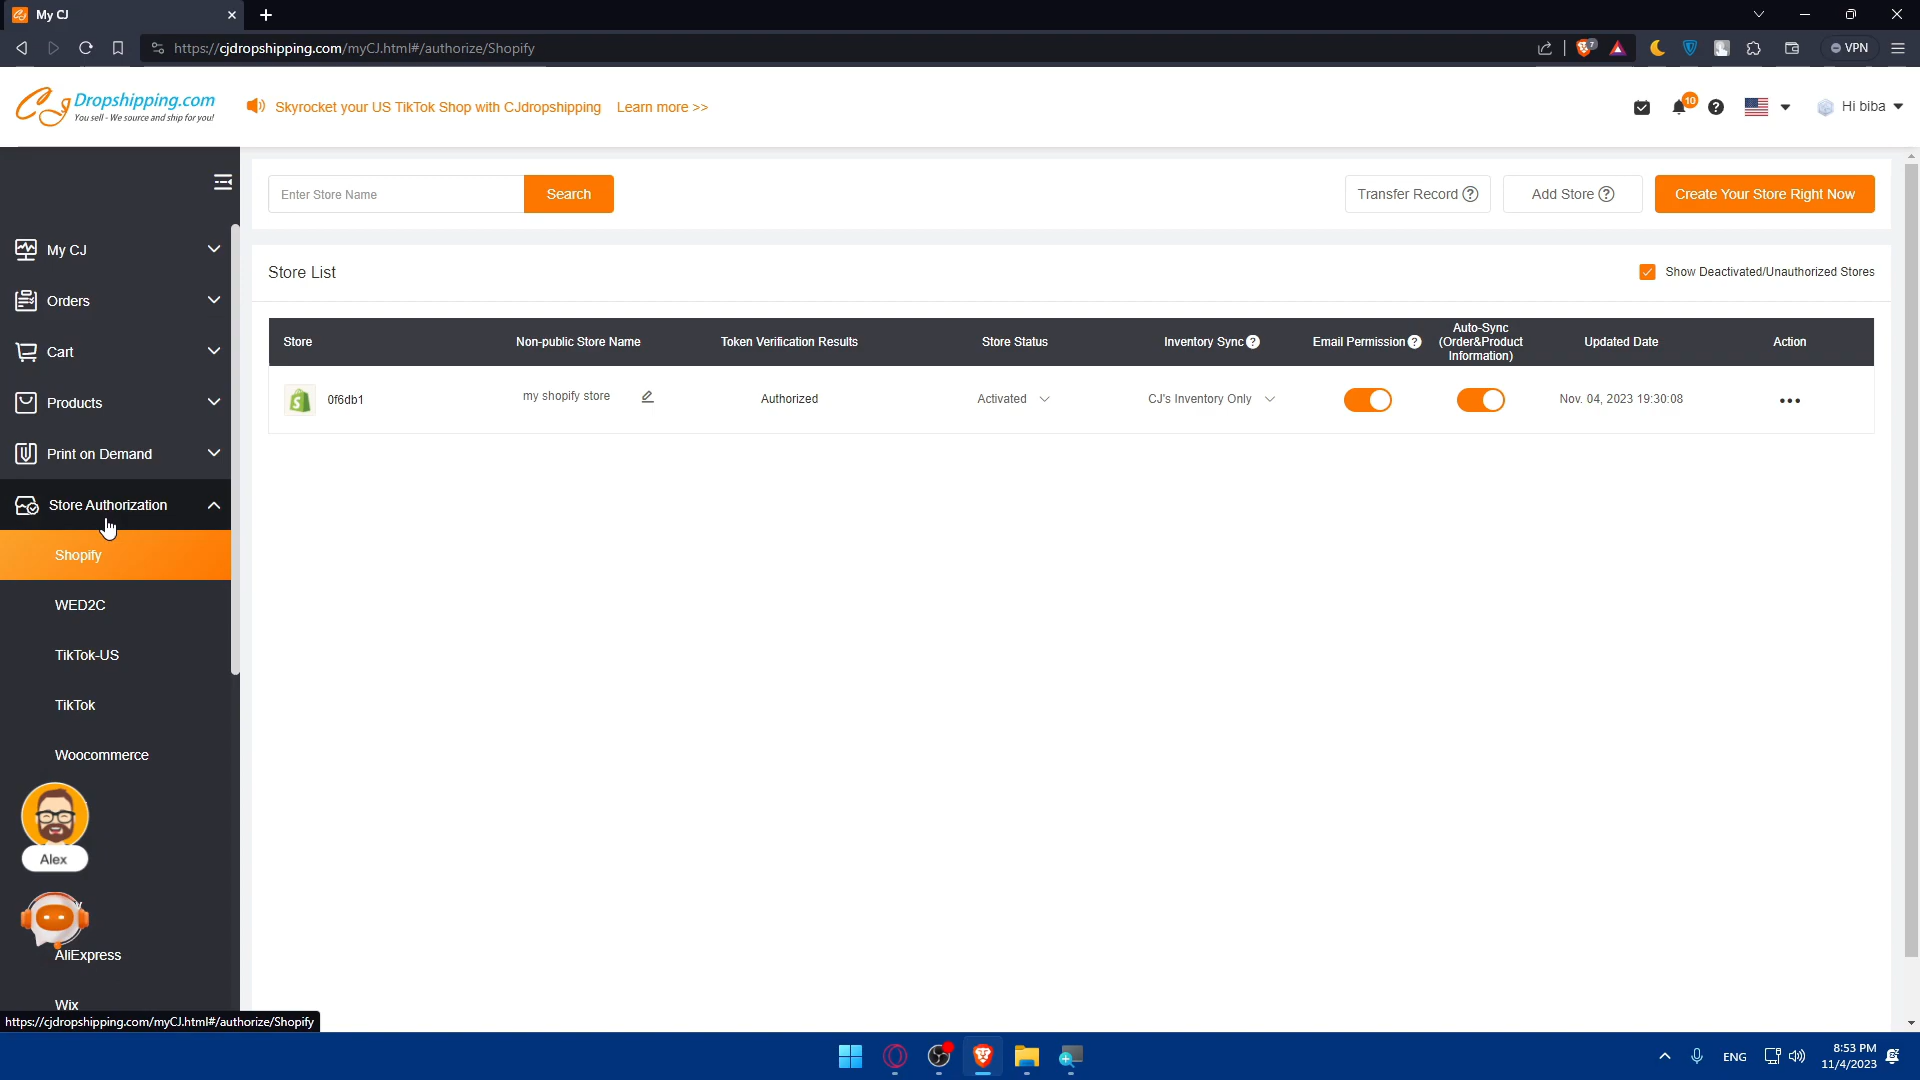 My CJ
https://cjdropshipping.com/myCJ.html#/authorize/Shopify
7
VPN
CJ Dropshipping.com
You sell - We source and ship for you!
Skyrocket your US TikTok Shop with CJdropshipping Learn more >>
10
Hi biba
Enter Store Name
Search
Transfer Record ?
Add Store ?
Create Your Store Right Now
My CJ
Orders
Cart
Products
Print on Demand
Store Authorization
Shopify
WED2C
TikTok-US
TikTok
Woocommerce
Alex
AliExpress
Wix
Store List
Show Deactivated/Unauthorized Stores
Store
Non-public Store Name
Token Verification Results
Store Status
Inventory Sync ?
Email Permission ?
Auto-Sync
(Order&Product
Information)
Updated Date
Action
0f6db1
my shopify store
Authorized
Activated
CJ's Inventory Only
Nov. 04, 2023 19:30:08
https://cjdropshipping.com/myCJ.html#/authorize/Shopify
ENG
8:53 PM
11/4/2023